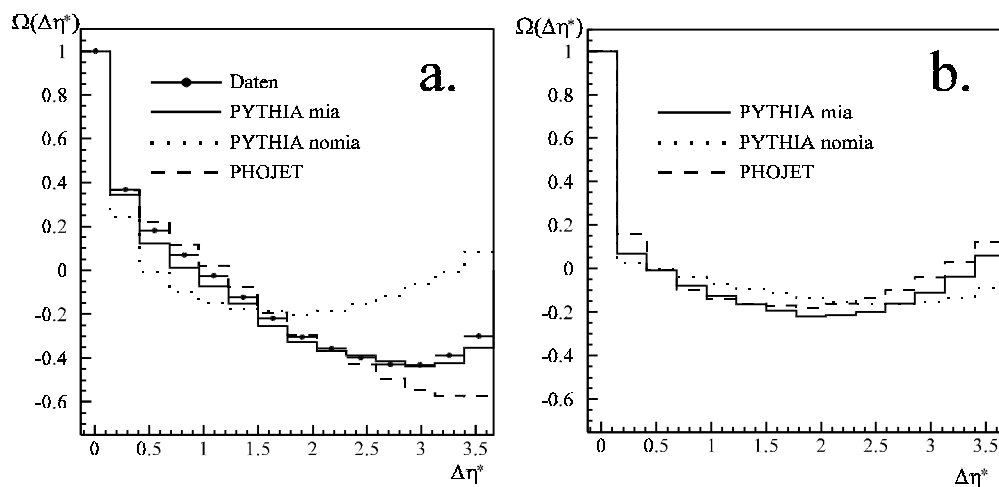 Ω(Δη*)
a.
1
0.8
0.6
0.4
0.2
0
-0.2
-0.4
-0.6
Daten
PYTHIA mia
PYTHIA nomia
PHOJET
0 0.5 1 1.5 2 2.5 3 3.5
Δη*
Ω(Δη*)
b.
1
0.8
0.6
0.4
0.2
0
-0.2
-0.4
-0.6
PYTHIA mia
PYTHIA nomia
PHOJET
0 0.5 1 1.5 2 2.5 3 3.5
Δη*